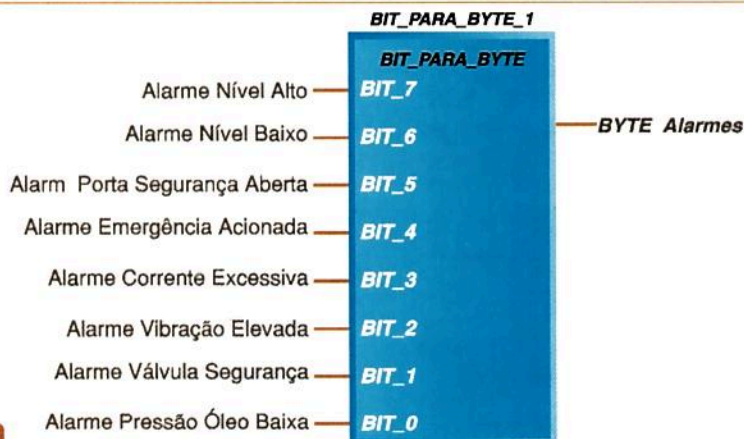 BIT_PARA_BYTE_1
BIT_PARA_BYTE
Alarme Nível Alto BIT_7
BYTE Alarmes
Alarme Nível Baixo BIT_6
Alarm Porta Segurança Aberta BIT_5
Alarme Emergência Acionada BIT_4
Alarme Corrente Excessiva BIT_3
Alarme Vibração Elevada BIT_2
Alarme Válvula Segurança BIT_1
Alarme Pressão Óleo Baixa BIT_0